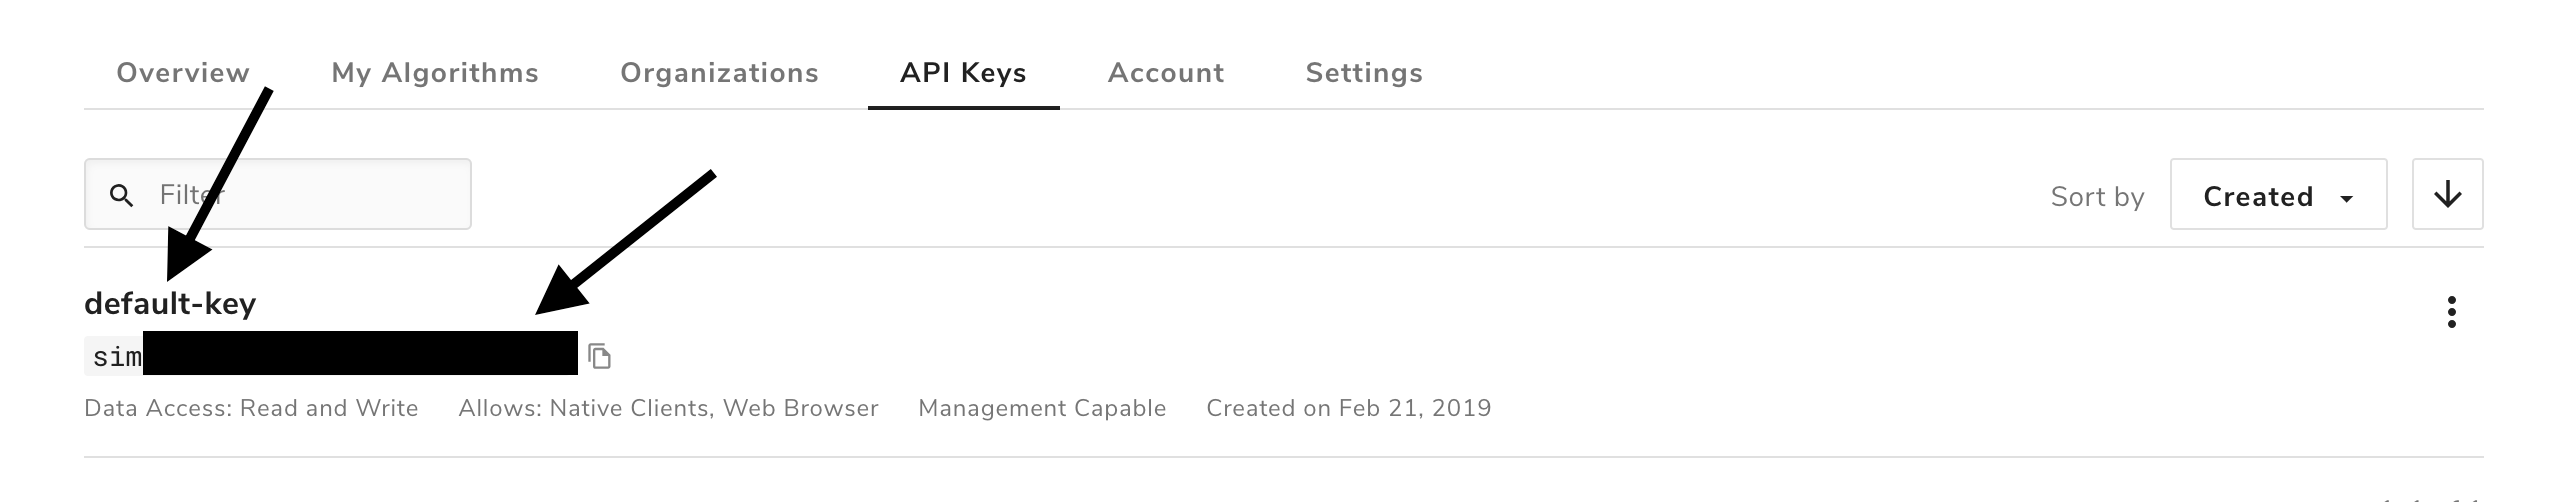 Overview My Algorithms Organizations API Keys Account Settings
Filter Sort by Created
default-key
sim
Data Access: Read and Write Allows: Native Clients, Web Browser Management Capable Created on Feb 21, 2019